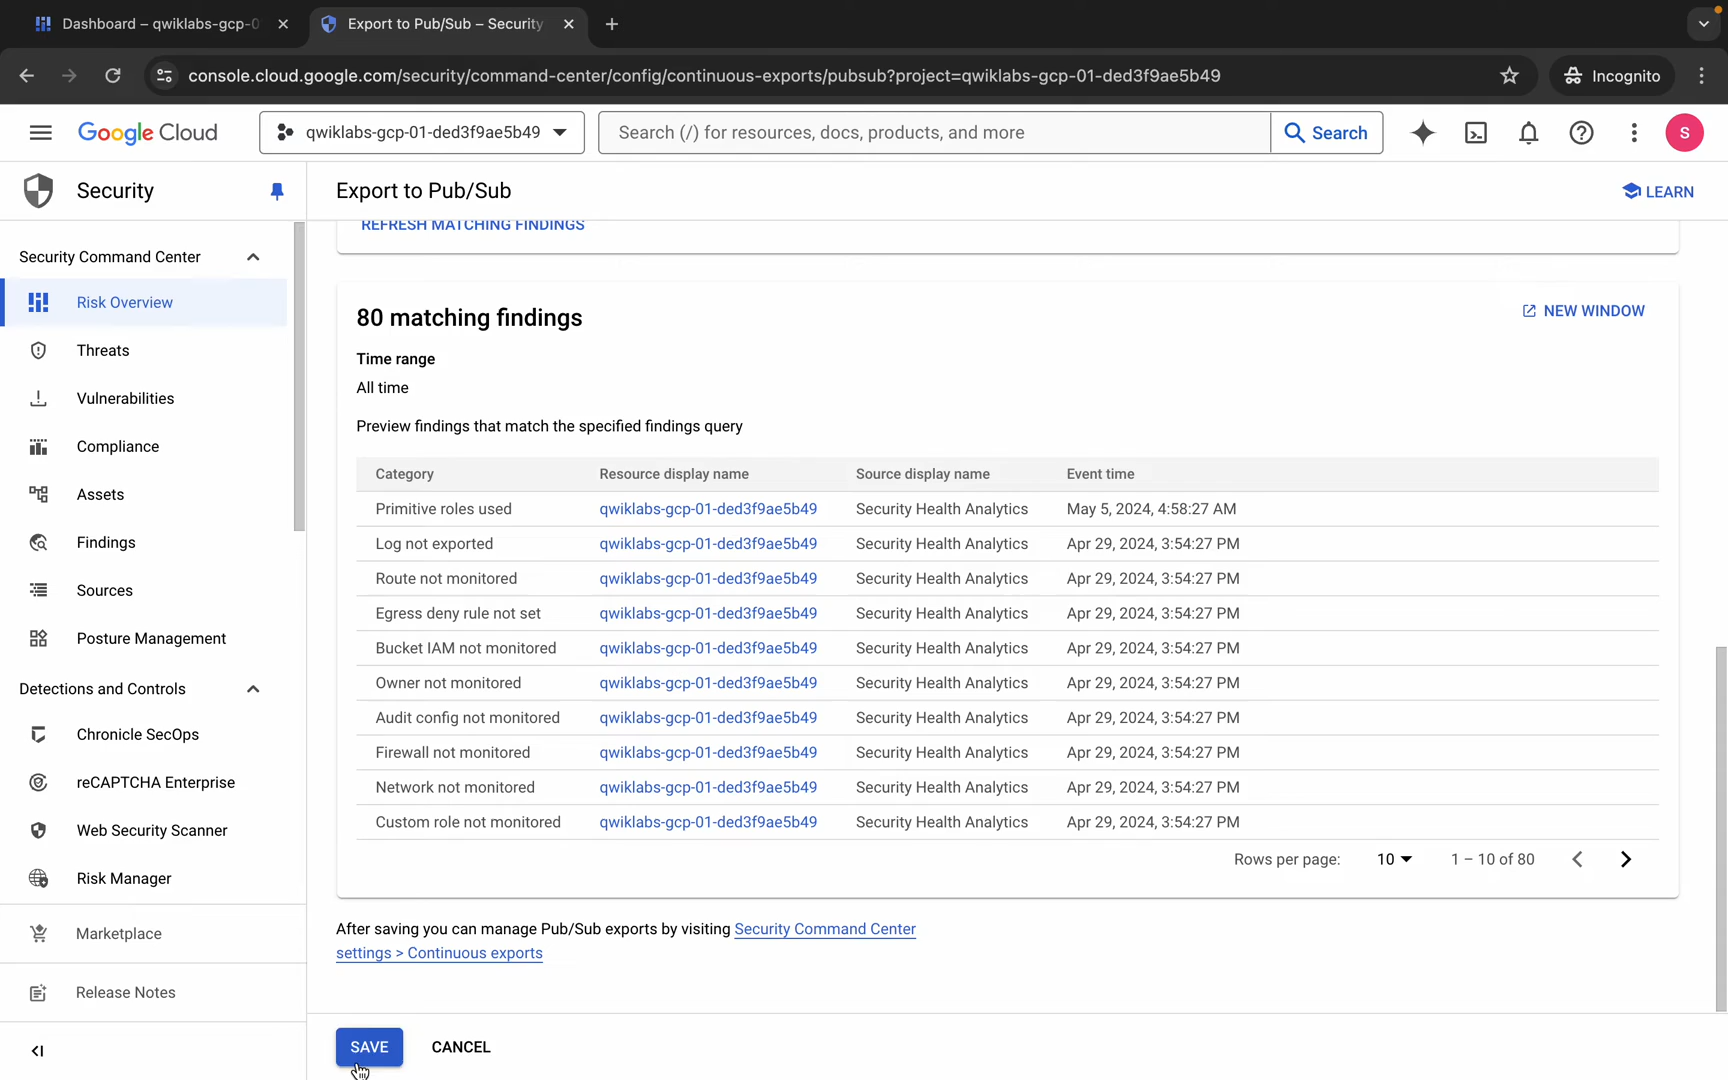 Dashboard – qwiklabs-gcp-0
Export to Pub/Sub – Security
console.cloud.google.com/security/command-center/config/continuous-exports/pubsub?project=qwiklabs-gcp-01-ded3f9ae5b49
Incognito
Google Cloud
qwiklabs-gcp-01-ded3f9ae5b49
Search (/) for resources, docs, products, and more
Search
S
Security
Export to Pub/Sub
LEARN
Security Command Center
Risk Overview
Threats
Vulnerabilities
Compliance
Assets
Findings
Sources
Posture Management
Detections and Controls
Chronicle SecOps
reCAPTCHA Enterprise
Web Security Scanner
Risk Manager
Marketplace
Release Notes
REFRESH MATCHING FINDINGS
80 matching findings
NEW WINDOW
Time range
All time
Preview findings that match the specified findings query
Category Resource display name Source display name Event time
Primitive roles used qwiklabs-gcp-01-ded3f9ae5b49 Security Health Analytics May 5, 2024, 4:58:27 AM
Log not exported qwiklabs-gcp-01-ded3f9ae5b49 Security Health Analytics Apr 29, 2024, 3:54:27 PM
Route not monitored qwiklabs-gcp-01-ded3f9ae5b49 Security Health Analytics Apr 29, 2024, 3:54:27 PM
Egress deny rule not set qwiklabs-gcp-01-ded3f9ae5b49 Security Health Analytics Apr 29, 2024, 3:54:27 PM
Bucket IAM not monitored qwiklabs-gcp-01-ded3f9ae5b49 Security Health Analytics Apr 29, 2024, 3:54:27 PM
Owner not monitored qwiklabs-gcp-01-ded3f9ae5b49 Security Health Analytics Apr 29, 2024, 3:54:27 PM
Audit config not monitored qwiklabs-gcp-01-ded3f9ae5b49 Security Health Analytics Apr 29, 2024, 3:54:27 PM
Firewall not monitored qwiklabs-gcp-01-ded3f9ae5b49 Security Health Analytics Apr 29, 2024, 3:54:27 PM
Network not monitored qwiklabs-gcp-01-ded3f9ae5b49 Security Health Analytics Apr 29, 2024, 3:54:27 PM
Custom role not monitored qwiklabs-gcp-01-ded3f9ae5b49 Security Health Analytics Apr 29, 2024, 3:54:27 PM
Rows per page: 10 1 – 10 of 80
After saving you can manage Pub/Sub exports by visiting Security Command Center
settings > Continuous exports
SAVE
CANCEL